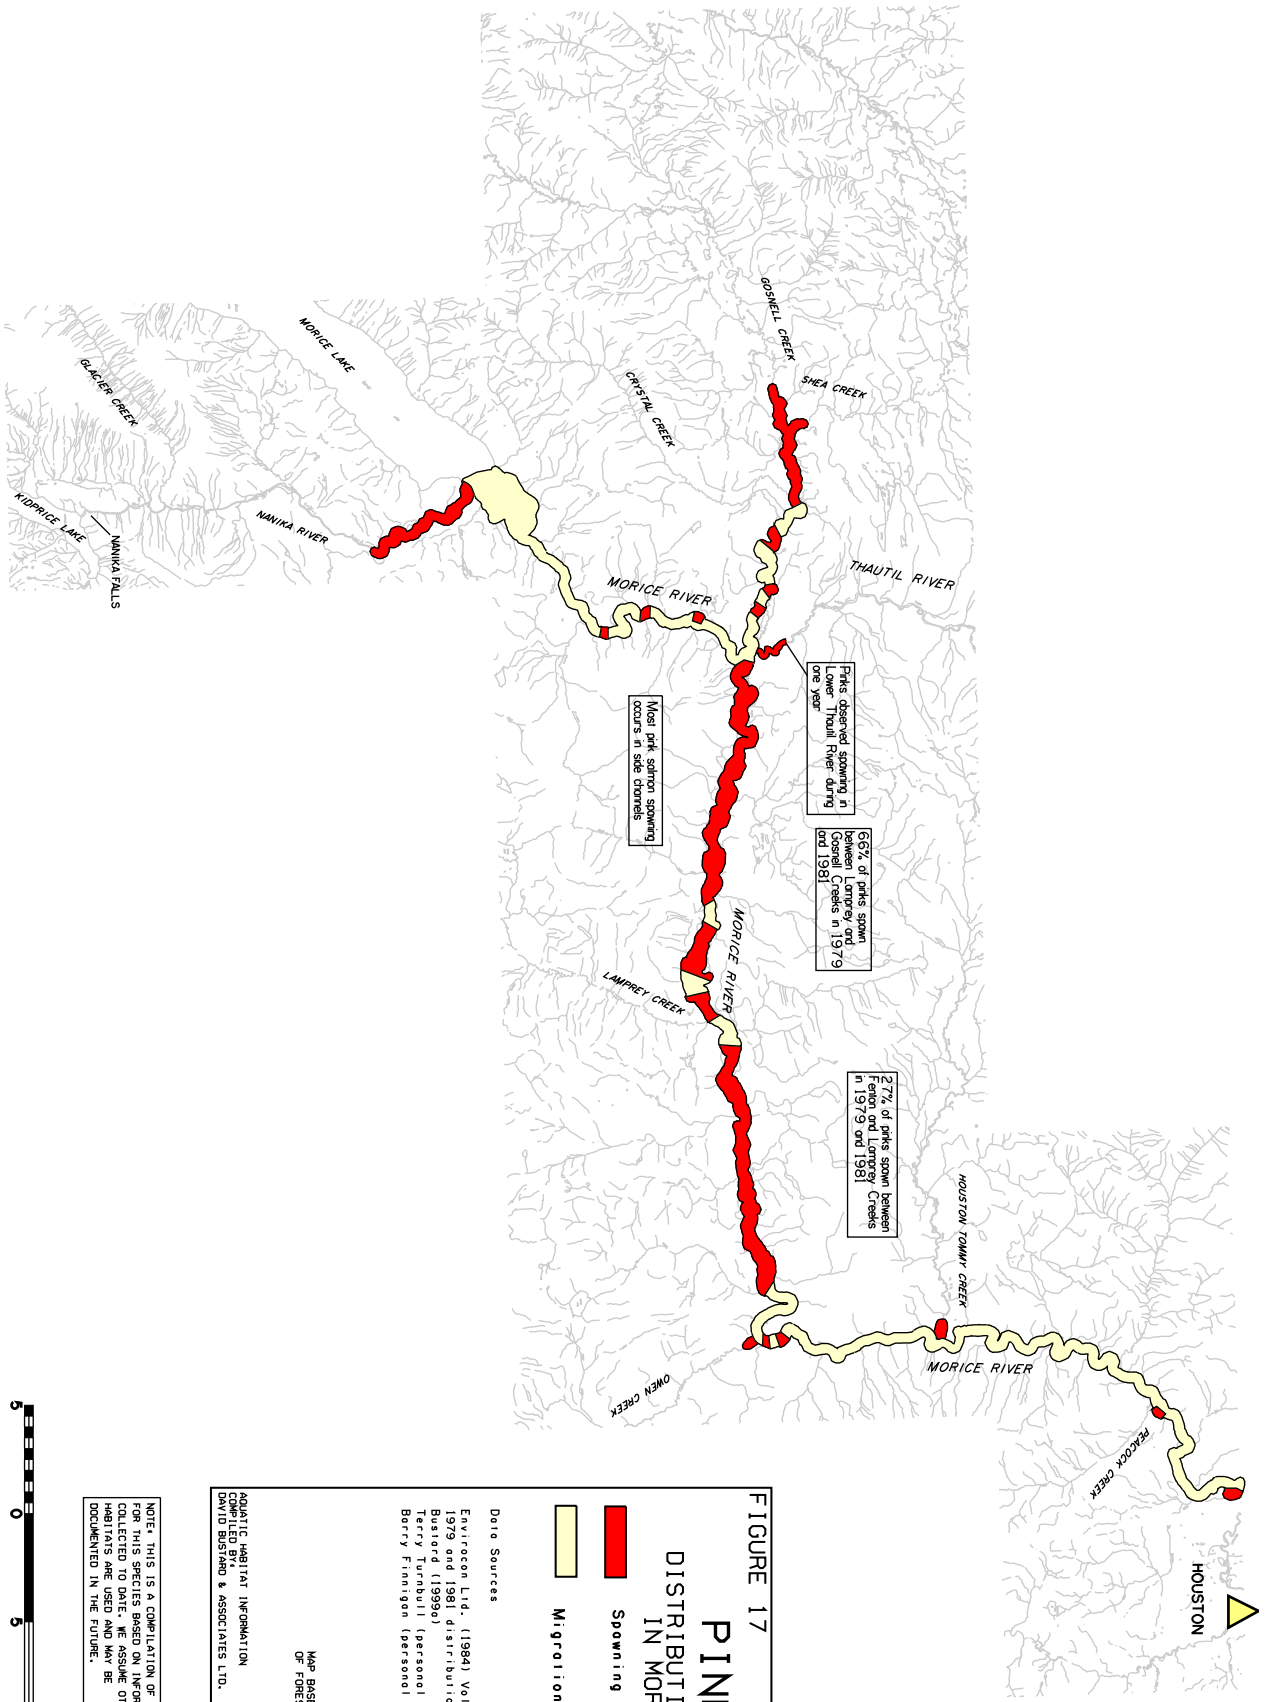 GOSNELL CREEK
SHEA CREEK
MORICE LAKE
CRYSTAL CREEK
GLACIER CREEK
KIDPRICE LAKE
NANIKA FALLS
NANIKA RIVER
MORICE RIVER
THAUTIL RIVER
Pinks observed spawning in
Lower Thautil River during
one year
Most pink salmon spawning
occurs in side channels
66% of pinks spawn
between Lamprey and
Gosnell Creeks in 1979
and 1981
MORICE RIVER
LAMPREY CREEK
27% of pinks spawn between
Fenton and Lamprey Creeks
in 1979 and 1981
HOUSTON TOMMY CREEK
MORICE RIVER
OWEN CREEK
PEACOCK CREEK
HOUSTON
FIGURE 17
PIN
DISTRIBUTI
IN MOR
Spawning
Migration
Data Sources
Envirocon Ltd. (1984) Vol
1979 and 1981 distributio
Bustard (1999a)
Terry Turnbull (personal
Barry Finnigan (personal
MAP BASE
OF FORES
AQUATIC HABITAT INFORMATION
COMPILED BY:
DAVID BUSTARD & ASSOCIATES LTD.
NOTE: THIS IS A COMPILATION OF
FOR THIS SPECIES BASED ON INFOR
COLLECTED TO DATE. WE ASSUME OT
HABITATS ARE USED AND MAY BE
DOCUMENTED IN THE FUTURE.
5 0 5